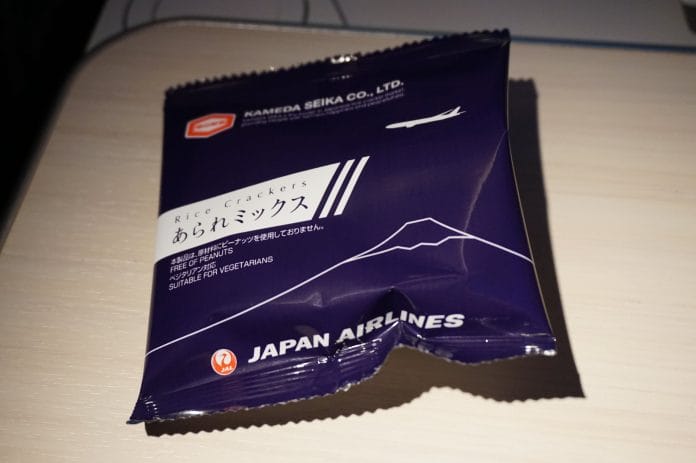 KAMEDA SEIKA CO., LTD.
Rice Crackers
あられミックス
本製品は、原材料にピーナッツを使用しておりません。
FREE OF PEANUTS
ベジタリアン対応
SUITABLE FOR VEGETARIANS
JAL
JAPAN AIRLINES